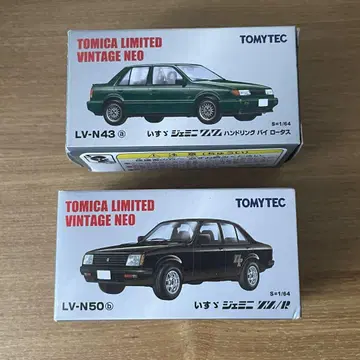 TOMICA LIMITED
VINTAGE NEO
TOMYTEC
S=1/64
LV-N43 a
いすゞ ジェミニ ZZ ハンドリング バイ ロータス
TOMICA LIMITED
VINTAGE NEO
TOMYTEC
S=1/64
LV-N50 b
いすゞ ジェミニ ZZ/R